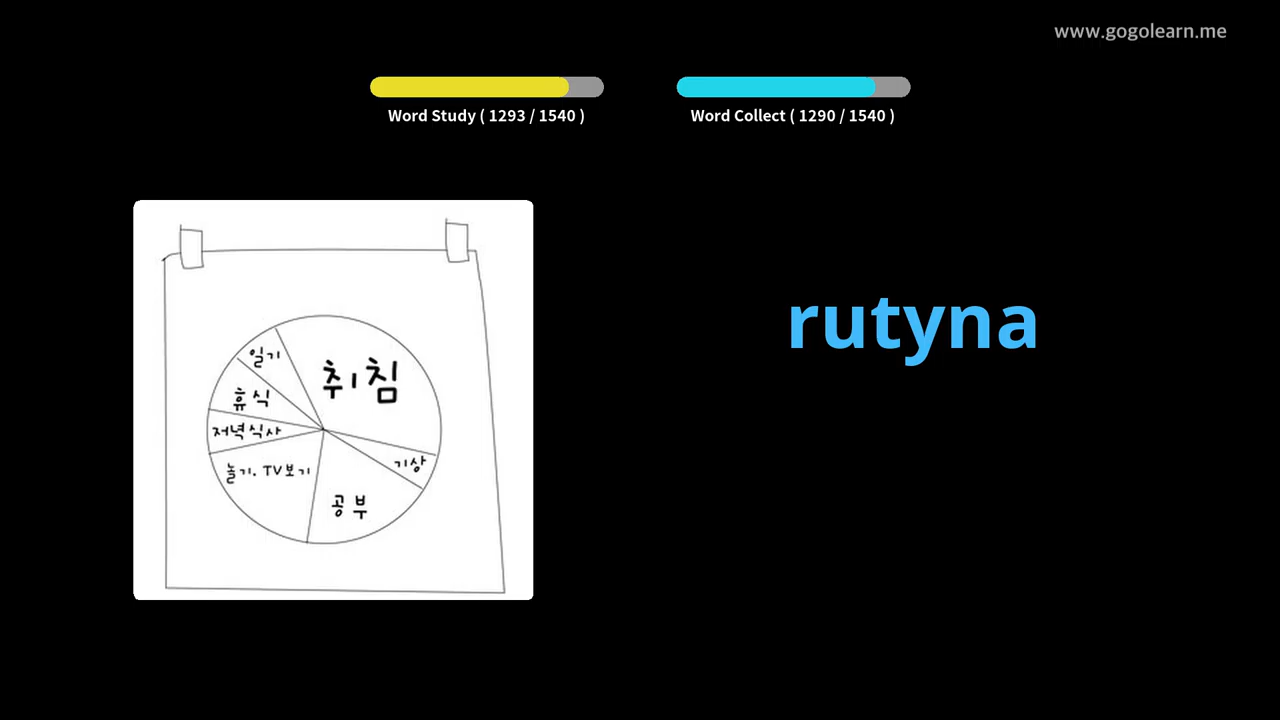 www.gogolearn.me
Word Study ( 1293 / 1540 )
Word Collect ( 1290 / 1540 )
rutyna
일기
취침
휴식
저녁식사
놀기. TV보기
기상
공부